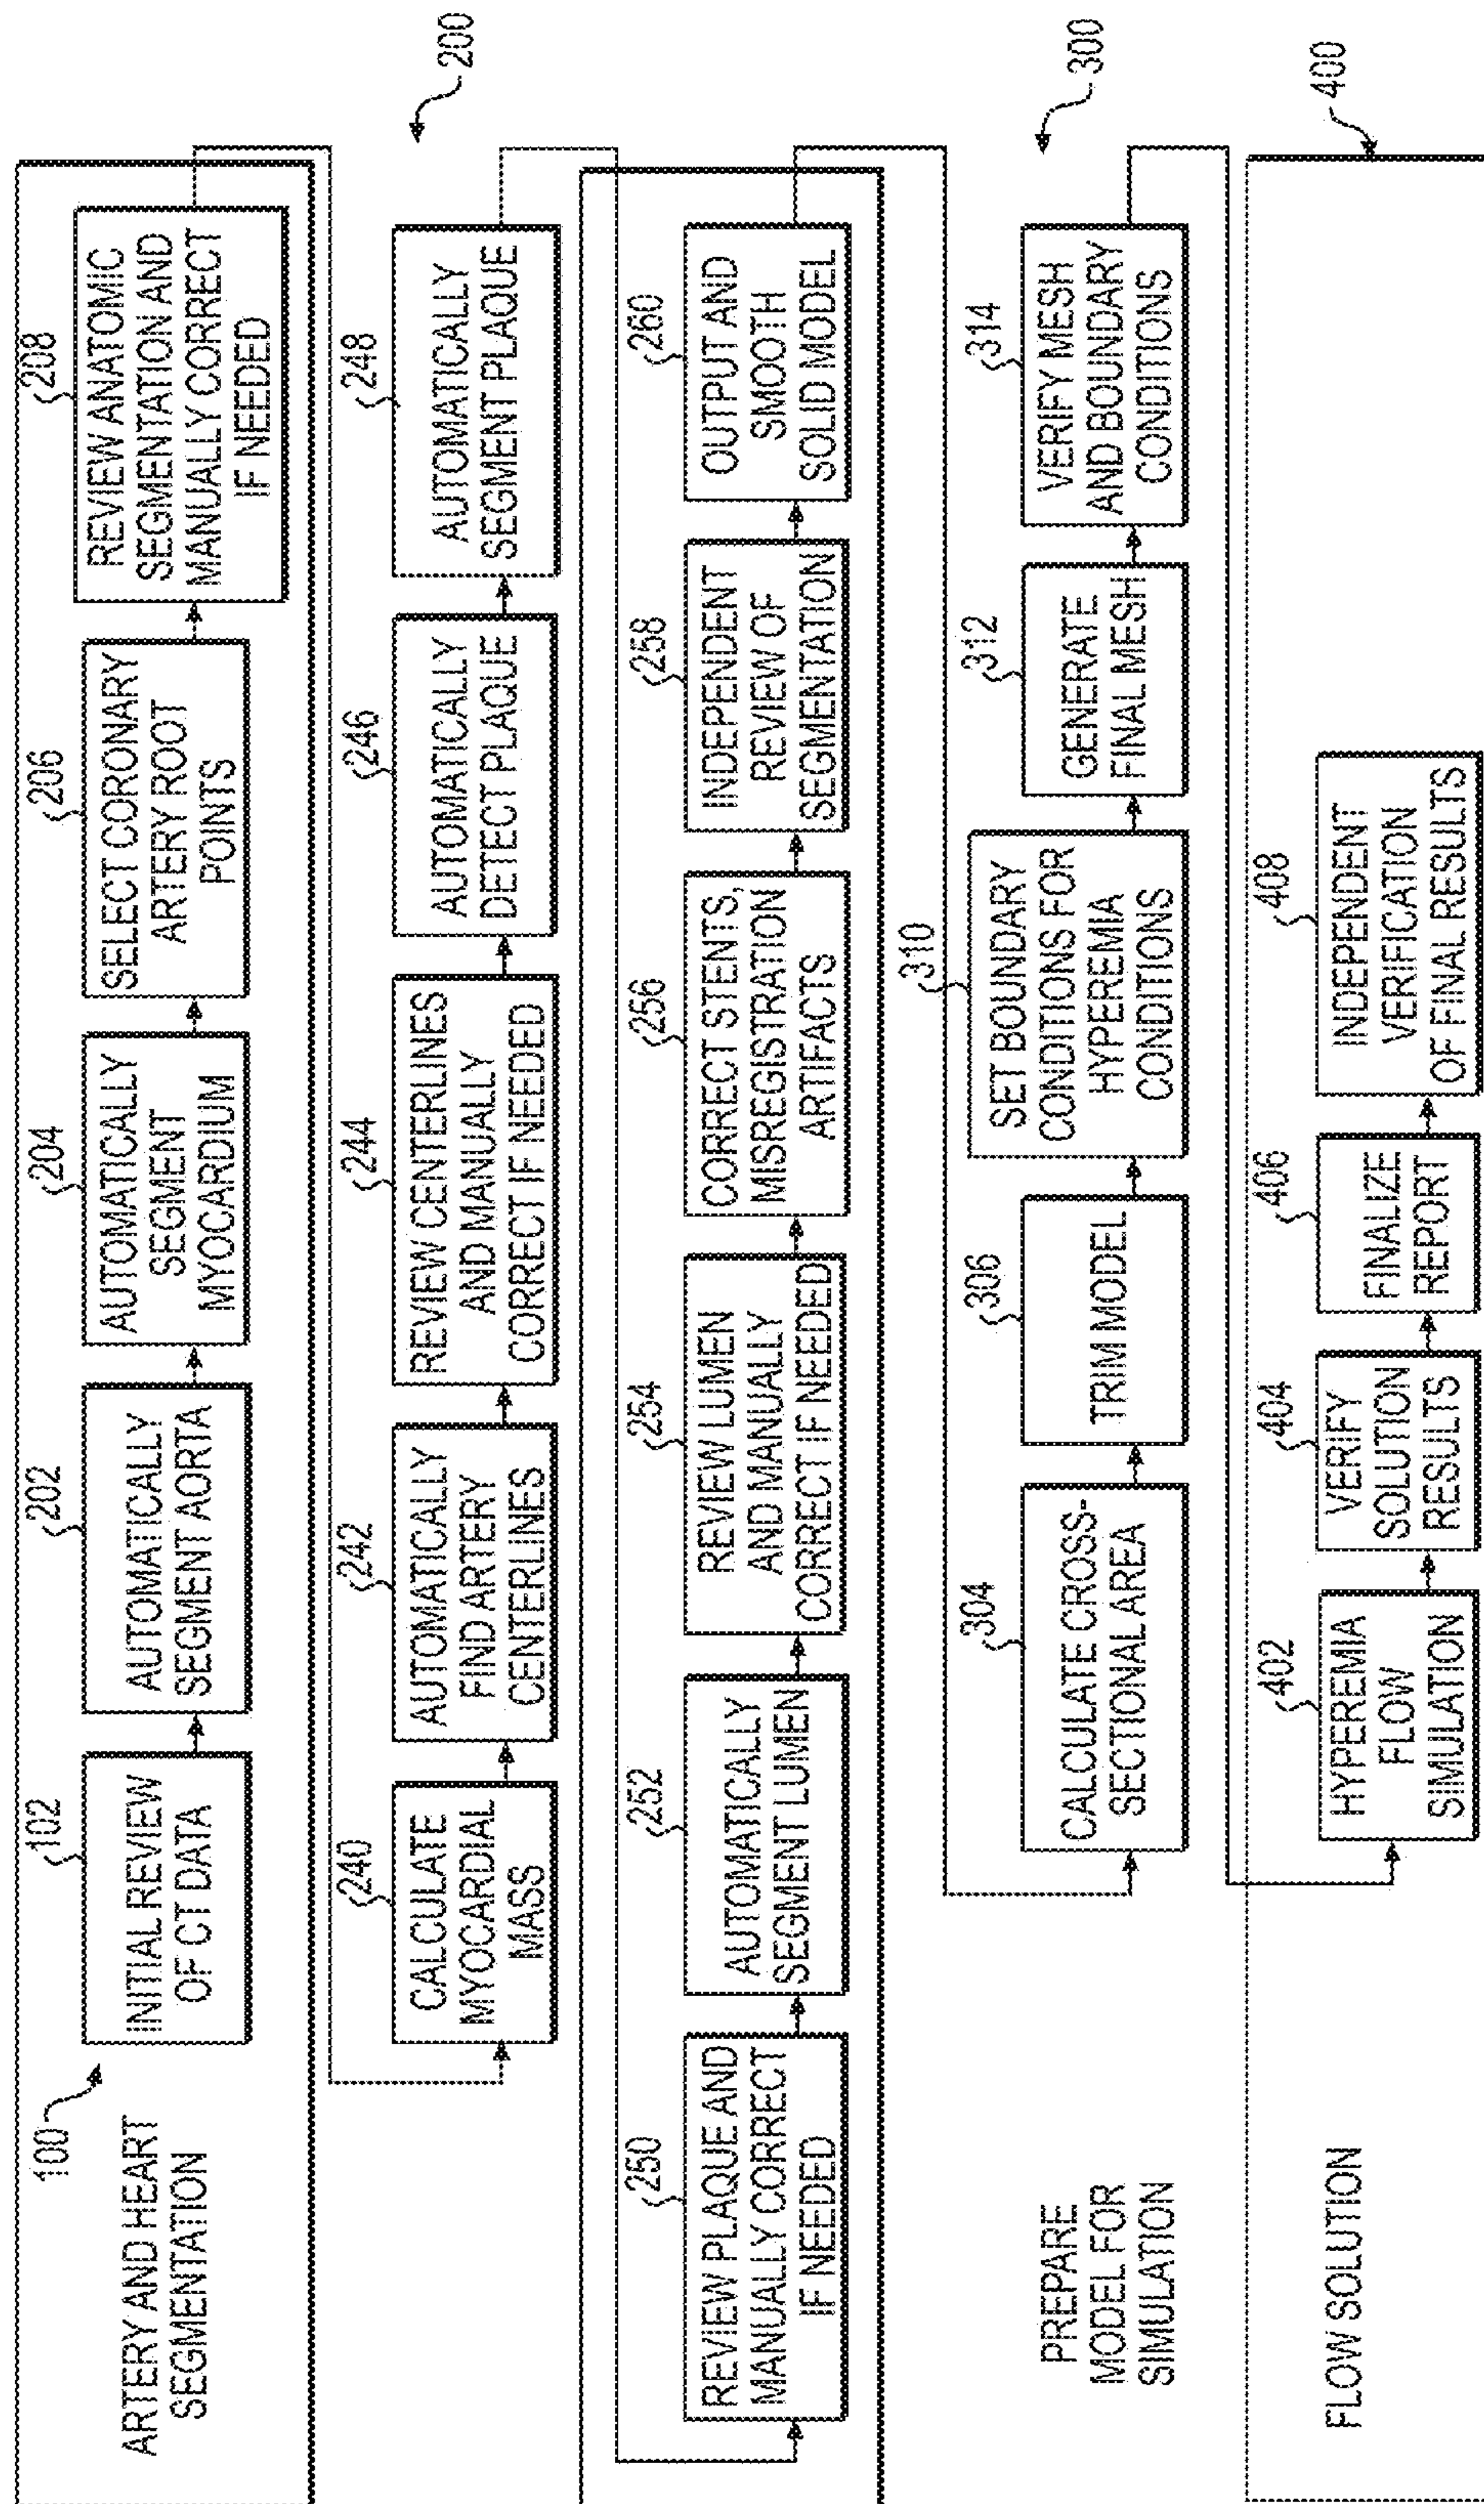 ARTERY AND HEART
SEGMENTATION
100
102
INITIAL REVIEW
OF CT DATA
202
AUTOMATICALLY
SEGMENT AORTA
204
AUTOMATICALLY
SEGMENT
MYOCARDIUM
206
SELECT CORONARY
ARTERY ROOT
POINTS
208
REVIEW ANATOMIC
SEGMENTATION AND
MANUALLY CORRECT
IF NEEDED
200
240
CALCULATE
MYOCARDIAL
MASS
242
AUTOMATICALLY
FIND ARTERY
CENTERLINES
244
REVIEW CENTERLINES
AND MANUALLY
CORRECT IF NEEDED
246
AUTOMATICALLY
DETECT PLAQUE
248
AUTOMATICALLY
SEGMENT PLAQUE
250
REVIEW PLAQUE AND
MANUALLY CORRECT
IF NEEDED
252
AUTOMATICALLY
SEGMENT LUMEN
254
REVIEW LUMEN
AND MANUALLY
CORRECT IF NEEDED
256
CORRECT STENTS,
MISREGISTRATION
ARTIFACTS
258
INDEPENDENT
REVIEW OF
SEGMENTATION
260
OUTPUT AND
SMOOTH
SOLID MODEL
PREPARE
MODEL FOR
SIMULATION
300
304
CALCULATE CROSS-
SECTIONAL AREA
306
TRIM MODEL
310
SET BOUNDARY
CONDITIONS FOR
HYPEREMIA
CONDITIONS
312
GENERATE
FINAL MESH
314
VERIFY MESH
AND BOUNDARY
CONDITIONS
FLOW SOLUTION
400
402
HYPEREMIA
FLOW
SIMULATION
404
VERIFY
SOLUTION
RESULTS
406
FINALIZE
REPORT
408
INDEPENDENT
VERIFICATION
OF FINAL RESULTS